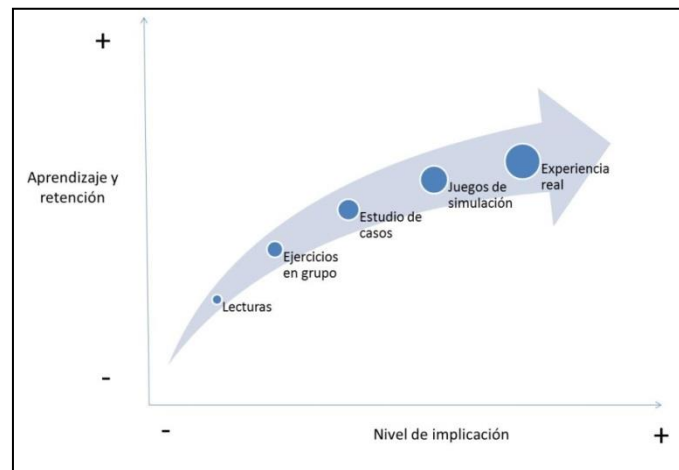 +
Aprendizaje y
retención
-
Experiencia
real
Juegos de
simulación
Estudio de
casos
Ejercicios
en grupo
Lecturas
-
Nivel de implicación
+